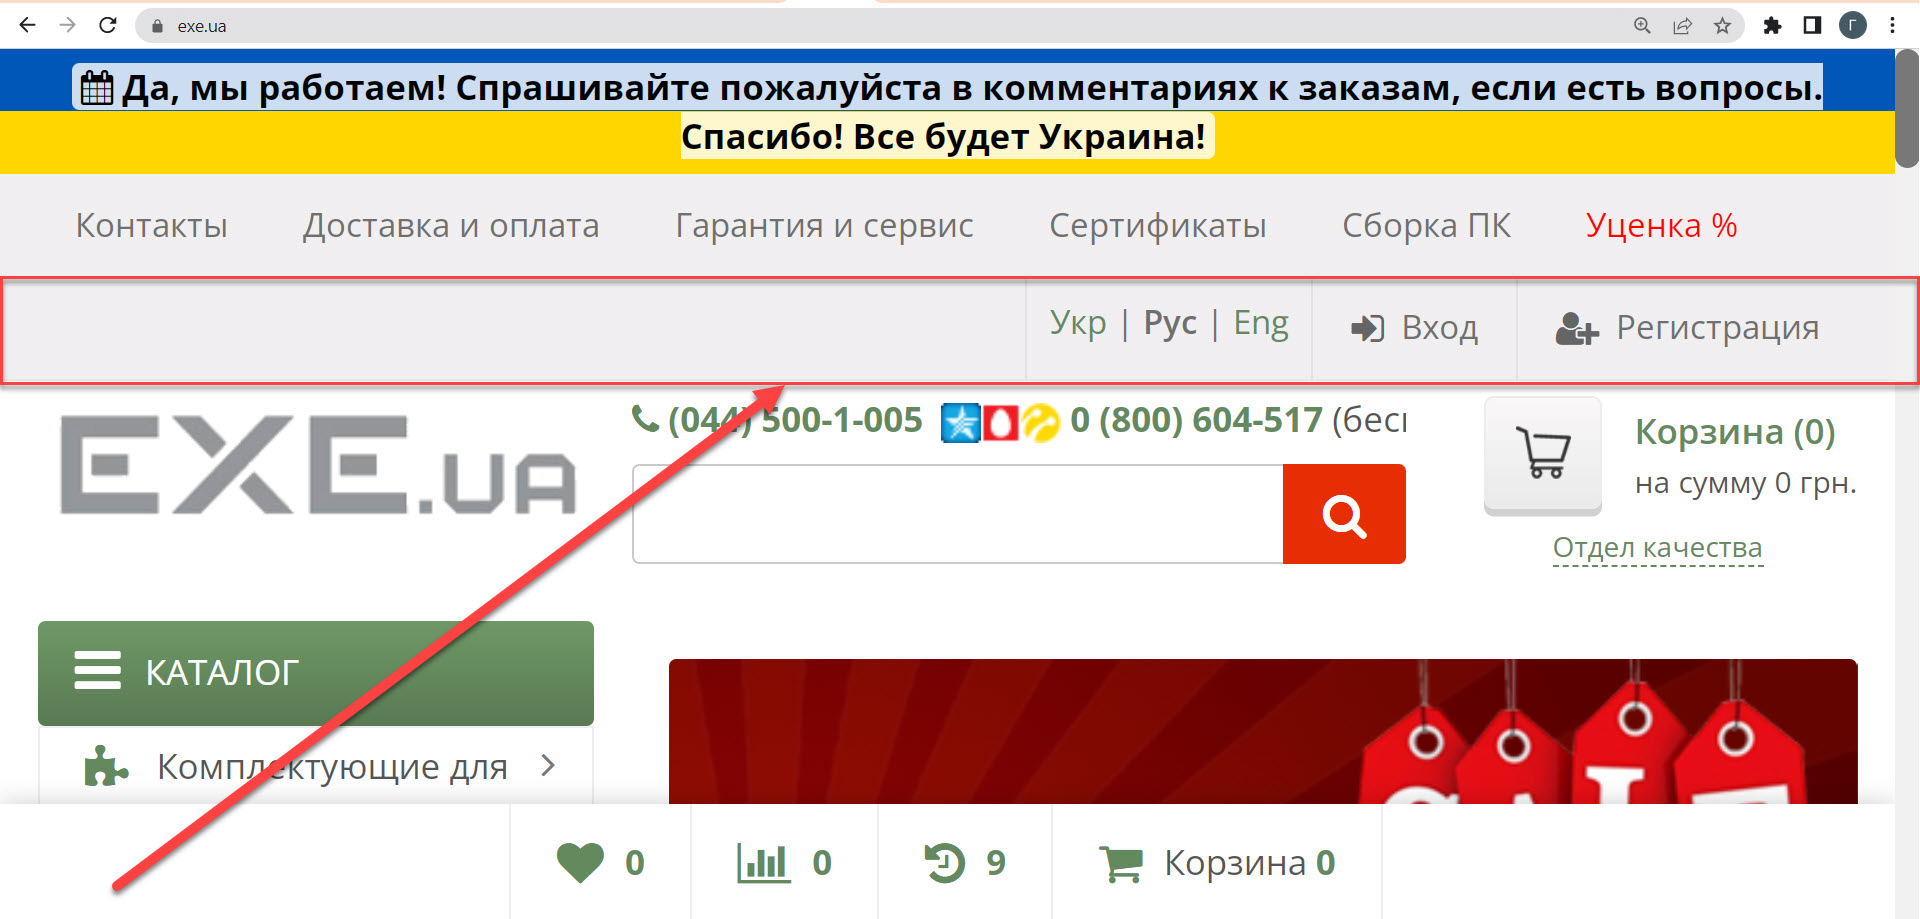 exe.ua
Г
Да, мы работаем! Спрашивайте пожалуйста в комментариях к заказам, если есть вопросы.
Спасибо! Все будет Украина!
Контакты Доставка и оплата Гарантия и сервис Сертификаты Сборка ПК Уценка %
Укр | Рус | Eng Вход Регистрация
EXE.UA
(044) 500-1-005 0 (800) 604-517 (бесп
Корзина (0)
на сумму 0 грн.
Отдел качества
КАТАЛОГ
Комплектующие для
SALE
0 0 9 Корзина 0